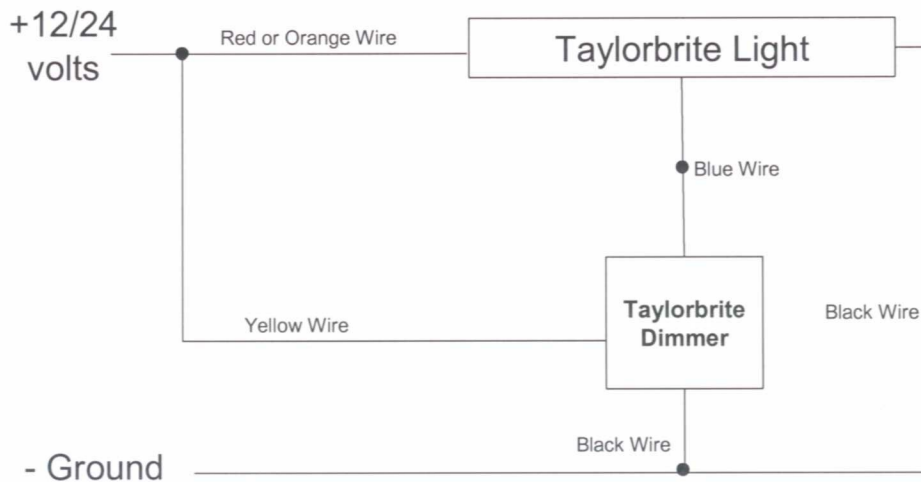 +12/24
volts
Red or Orange Wire
Taylorbrite Light
Blue Wire
Taylorbrite
Dimmer
Black Wire
Yellow Wire
Black Wire
- Ground